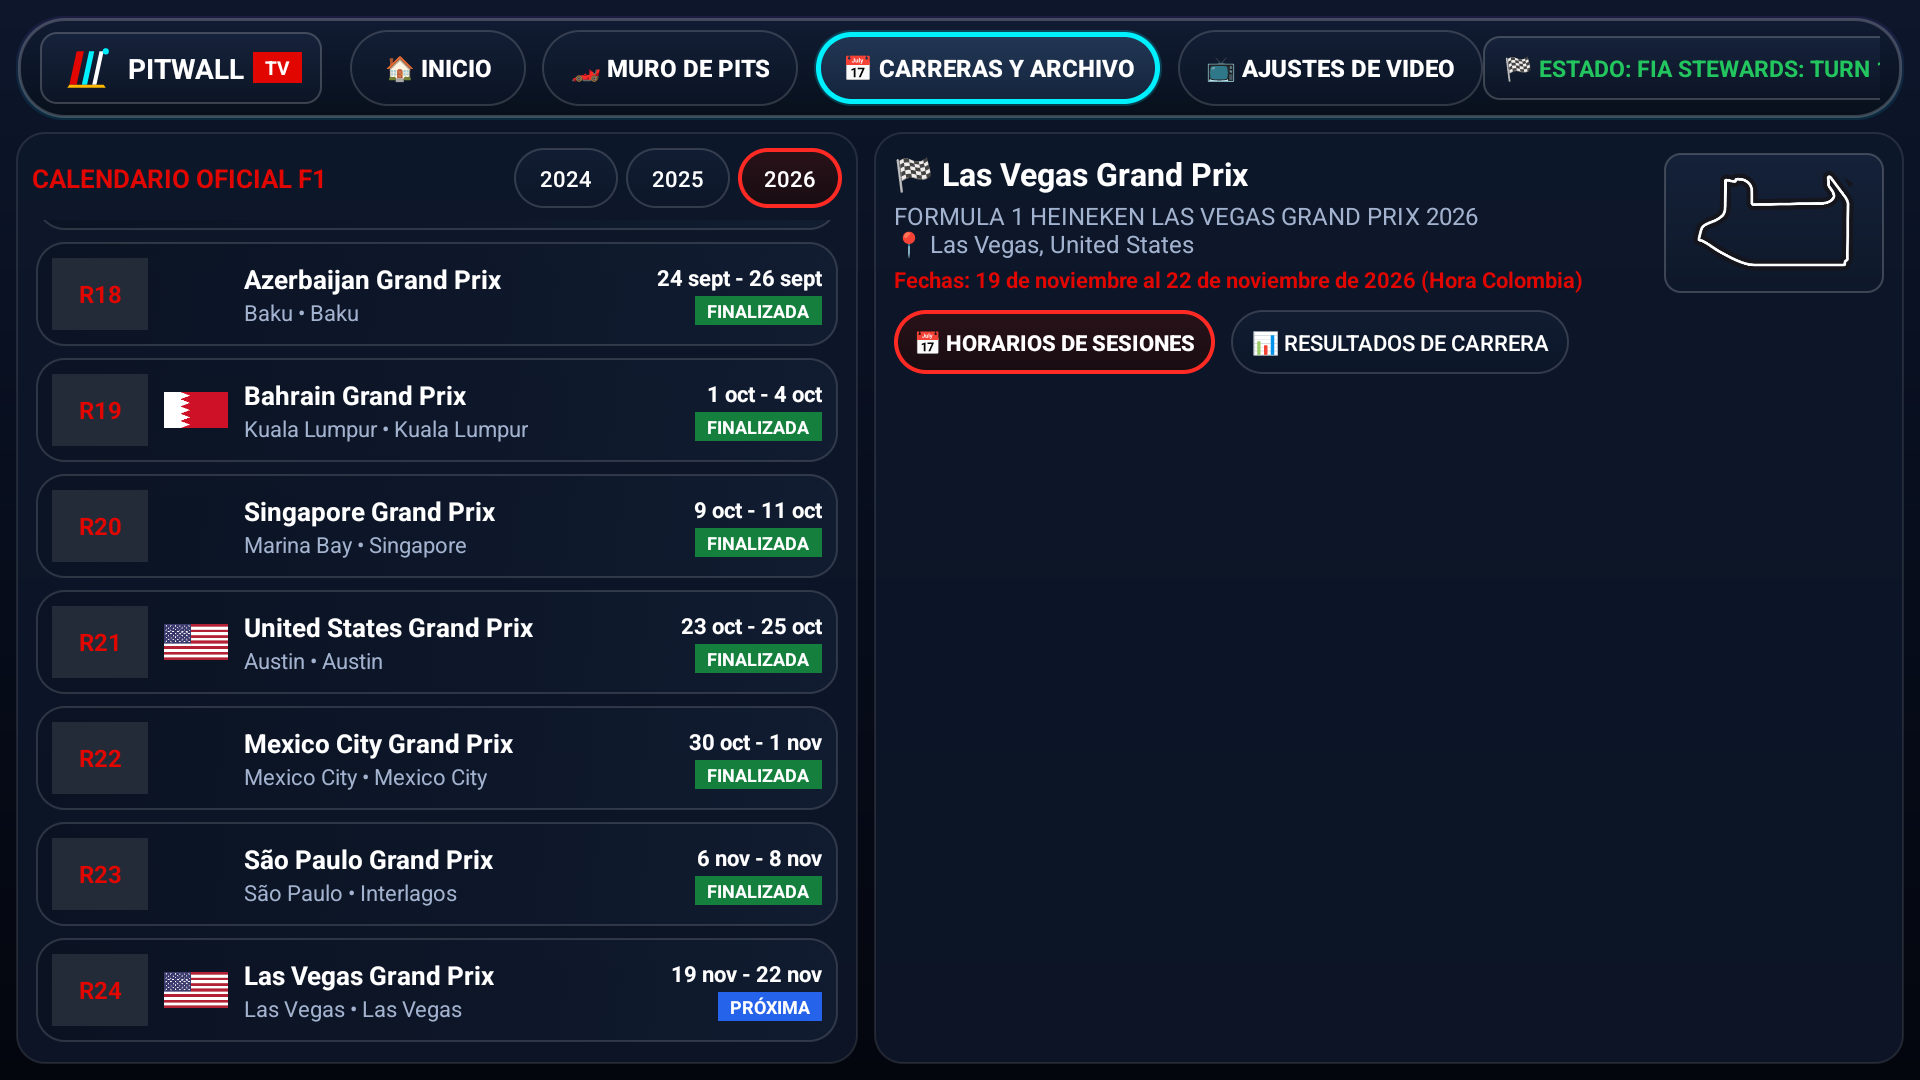 PITWALL TV
INICIO
MURO DE PITS
CARRERAS Y ARCHIVO
AJUSTES DE VIDEO
ESTADO: FIA STEWARDS: TURN
CALENDARIO OFICIAL F1
2024
2025
2026
R18
Azerbaijan Grand Prix
Baku • Baku
24 sept - 26 sept
FINALIZADA
R19
Bahrain Grand Prix
Kuala Lumpur • Kuala Lumpur
1 oct - 4 oct
FINALIZADA
R20
Singapore Grand Prix
Marina Bay • Singapore
9 oct - 11 oct
FINALIZADA
R21
United States Grand Prix
Austin • Austin
23 oct - 25 oct
FINALIZADA
R22
Mexico City Grand Prix
Mexico City • Mexico City
30 oct - 1 nov
FINALIZADA
R23
São Paulo Grand Prix
São Paulo • Interlagos
6 nov - 8 nov
FINALIZADA
R24
Las Vegas Grand Prix
Las Vegas • Las Vegas
19 nov - 22 nov
PRÓXIMA
Las Vegas Grand Prix
FORMULA 1 HEINEKEN LAS VEGAS GRAND PRIX 2026
Las Vegas, United States
Fechas: 19 de noviembre al 22 de noviembre de 2026 (Hora Colombia)
HORARIOS DE SESIONES
RESULTADOS DE CARRERA